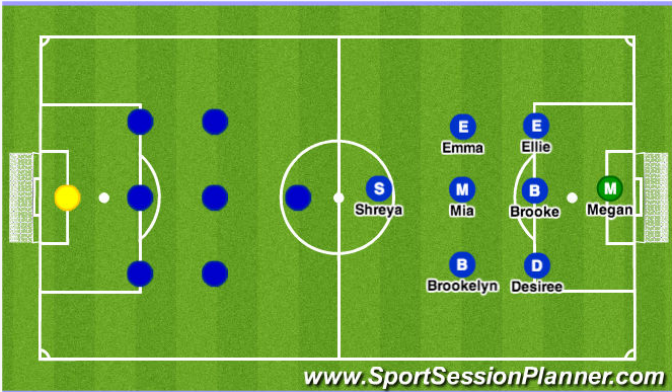 E
Emma
E
Ellie
S
Shreya
M
Mia
B
Brooke
M
Megan
B
Brookelyn
D
Desiree
www.SportSessionPlanner.com